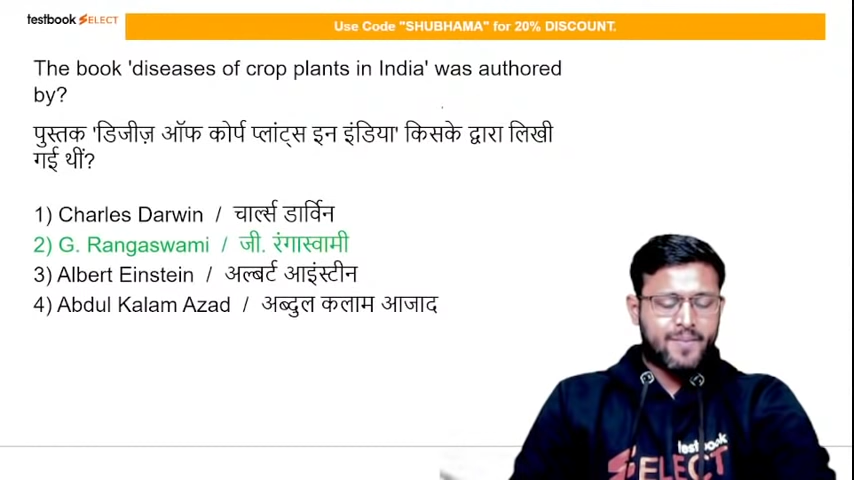 testbook SELECT
Use Code "SHUBHAMA" for 20% DISCOUNT.
The book 'diseases of crop plants in India' was authored
by?
पुस्तक 'डिजीज़ ऑफ कोर्प प्लांट्स इन इंडिया' किसके द्वारा लिखी
गई थीं?
1) Charles Darwin / चार्ल्स डार्विन
2) G. Rangaswami / जी. रंगास्वामी
3) Albert Einstein / अल्बर्ट आइंस्टीन
4) Abdul Kalam Azad / अब्दुल कलाम आजाद
testbook
SELECT